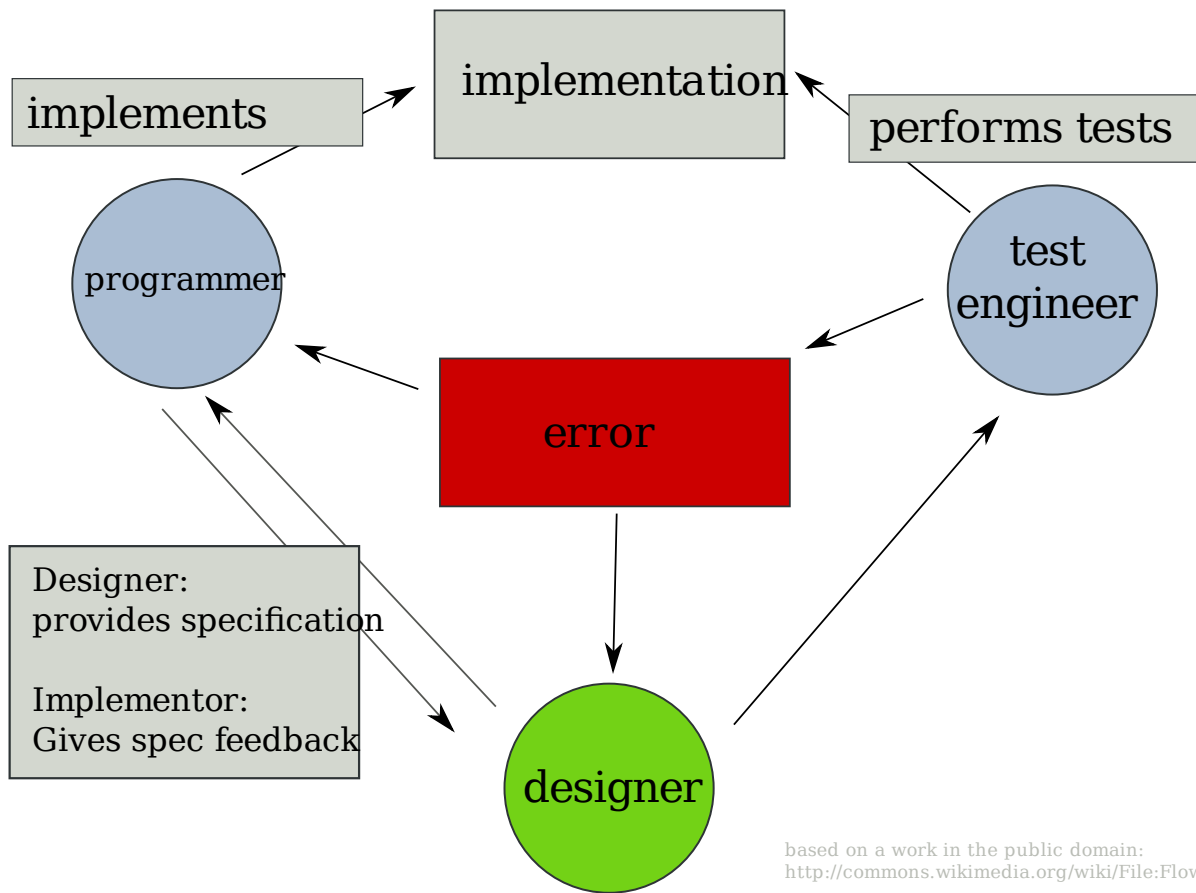 implementation
implements
performs tests
programmer
test
engineer
error
Designer:
provides specification
Implementor:
Gives spec feedback
designer
based on a work in the public domain:
http://commons.wikimedia.org/wiki/File:Flow